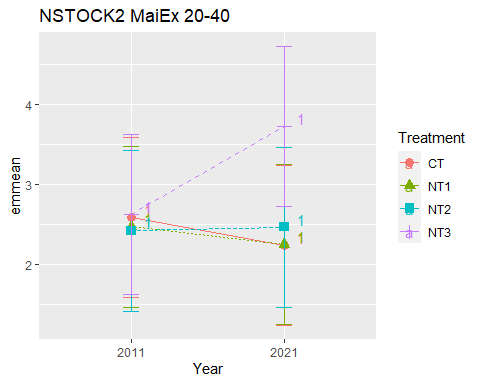 NSTOCK2 MaiEx 20-40
4
3
2
emmean
1
1
1
1
1
1
2011
2021
Year
Treatment
a CT
a NT1
a NT2
a NT3